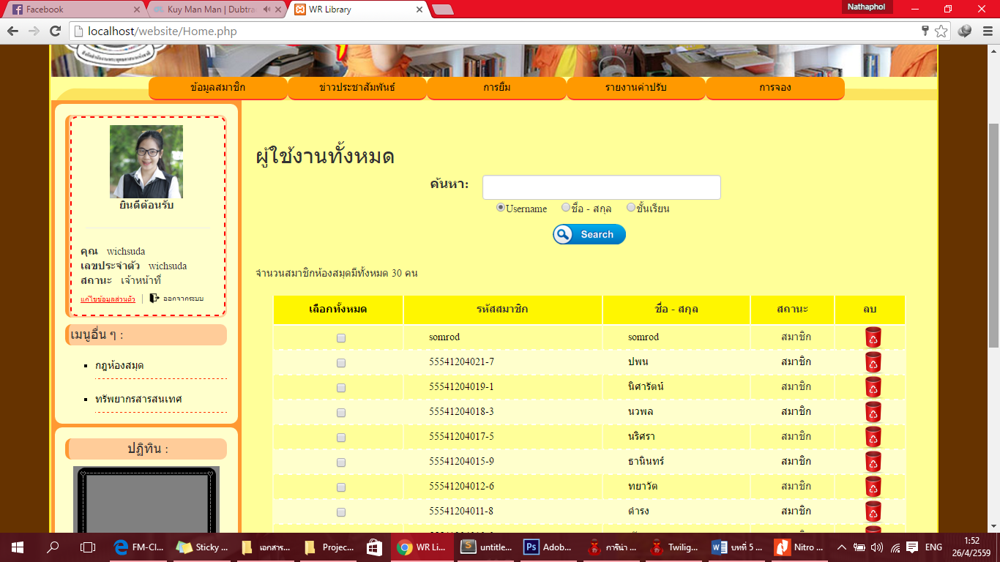 Facebook
Kuy Man Man | Dubtra
WR Library
Nathaphol
localhost/website/Home.php
ข้อมูลสมาชิก ข่าวประชาสัมพันธ์ การยืม รายงานค่าปรับ การจอง
ยินดีต้อนรับ
คุณ wichsuda
เลขประจำตัว wichsuda
สถานะ เจ้าหน้าที่
แก้ไขข้อมูลส่วนตัว | ออกจากระบบ
เมนูอื่น ๆ :
กฎห้องสมุด
ทรัพยากรสารสนเทศ
ปฏิทิน :
ผู้ใช้งานทั้งหมด
ค้นหา:
Username ชื่อ - สกุล ชั้นเรียน
Search
จำนวนสมาชิกห้องสมุดมีทั้งหมด 30 คน
เลือกทั้งหมด รหัสสมาชิก ชื่อ - สกุล สถานะ ลบ
somrod somrod สมาชิก
55541204021-7 ปพน สมาชิก
55541204019-1 นิศารัตน์ สมาชิก
55541204018-3 นวพล สมาชิก
55541204017-5 นริศรา สมาชิก
55541204015-9 ธานินทร์ สมาชิก
55541204012-6 ทยาวัต สมาชิก
55541204011-8 ดำรง สมาชิก
FM-Cl... Sticky ... เอกสาร... Projec... WR Li... untitle... Adob... การีน่า ... Twilig... บทที่ 5 ... Nitro ...
ENG
1:52
26/4/2559